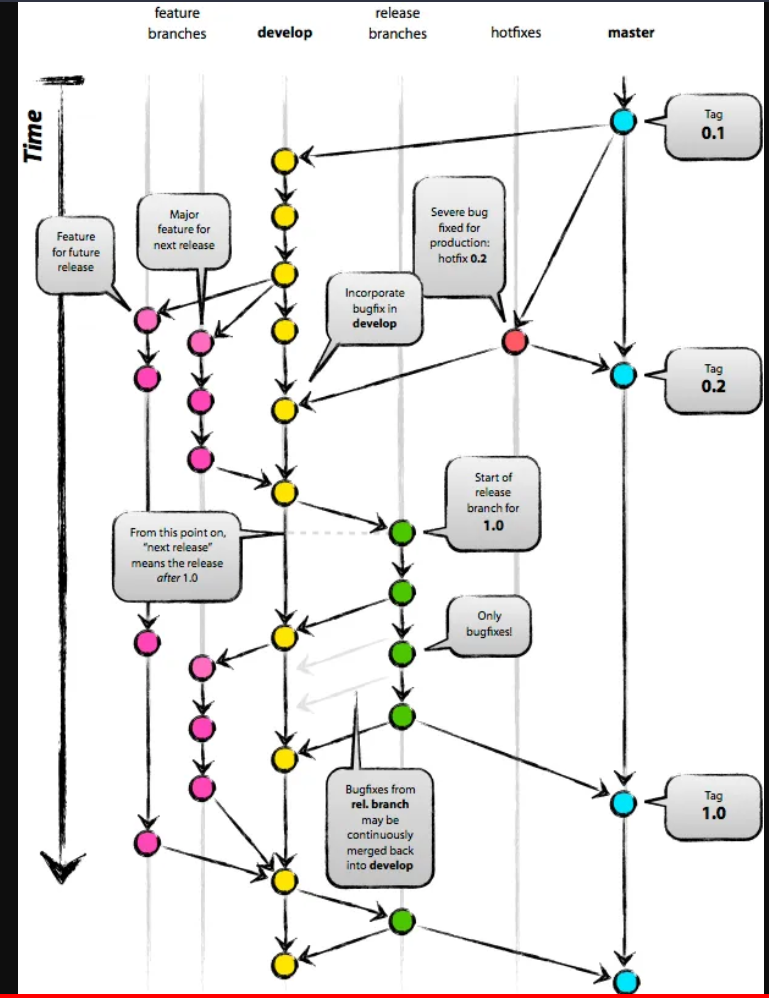 feature
branches
develop
release
branches
hotfixes
master
Time
Tag
0.1
Major
feature for
next release
Feature
for future
release
Severe bug
fixed for
production:
hotfix 0.2
Incorporate
bugfix in
develop
Tag
0.2
Start of
release
branch for
1.0
From this point on,
“next release”
means the release
after 1.0
Only
bugfixes!
Bugfixes from
rel. branch
may be
continuously
merged back
into develop
Tag
1.0